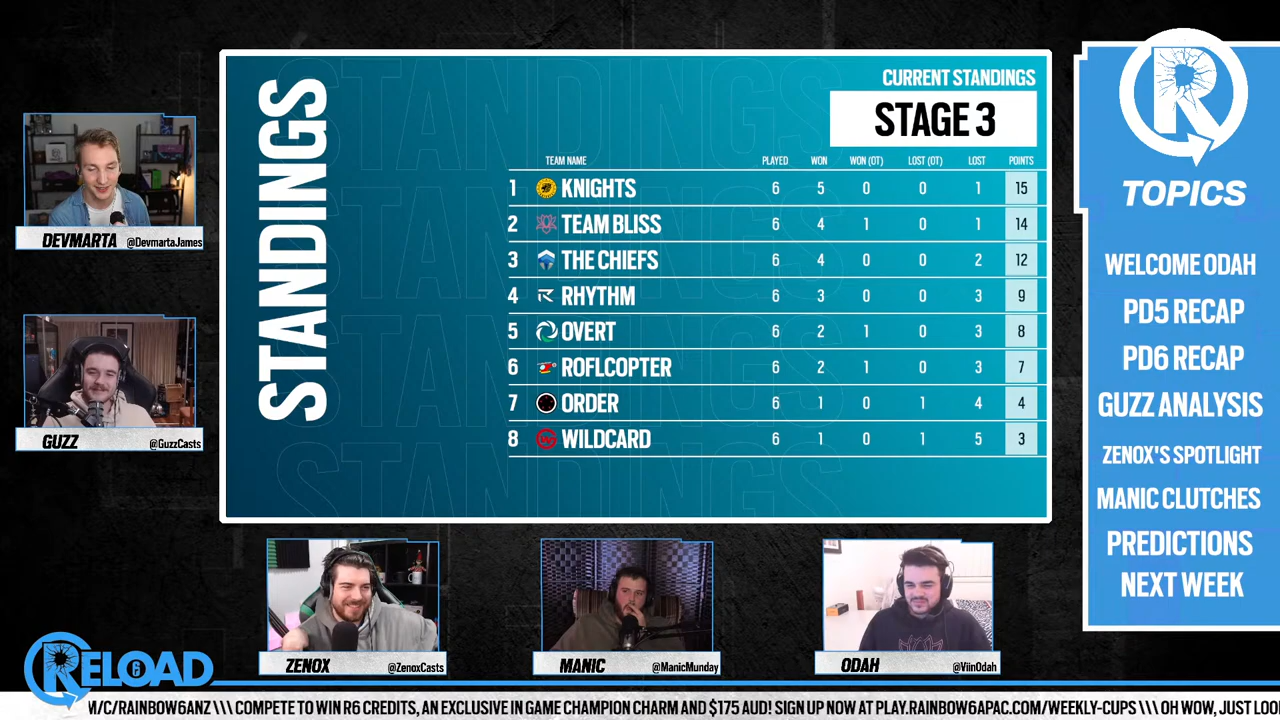 STANDINGS
CURRENT STANDINGS
STAGE 3
TEAM NAME PLAYED WON WON (OT) LOST (OT) LOST POINTS
1 KNIGHTS 6 5 0 0 1 15
2 TEAM BLISS 6 4 1 0 1 14
3 THE CHIEFS 6 4 0 0 2 12
4 RHYTHM 6 3 0 0 3 9
5 OVERT 6 2 1 0 3 8
6 ROFLCOPTER 6 2 1 0 3 7
7 ORDER 6 1 0 1 4 4
8 WILDCARD 6 1 0 1 5 3
DEVMARTA @DevmartaJames
GUZZ @GuzzCasts
ZENOX @ZenoxCasts
MANIC @ManicMunday
ODAH @ViinOdah
R
TOPICS
WELCOME ODAH
PD5 RECAP
PD6 RECAP
GUZZ ANALYSIS
ZENOX'S SPOTLIGHT
MANIC CLUTCHES
PREDICTIONS
NEXT WEEK
RELOAD 6
M/C/RAINBOW6ANZ \\\ COMPETE TO WIN R6 CREDITS, AN EXCLUSIVE IN GAME CHAMPION CHARM AND $175 AUD! SIGN UP NOW AT PLAY.RAINBOW6APAC.COM/WEEKLY-CUPS \\\ OH WOW, JUST LOO